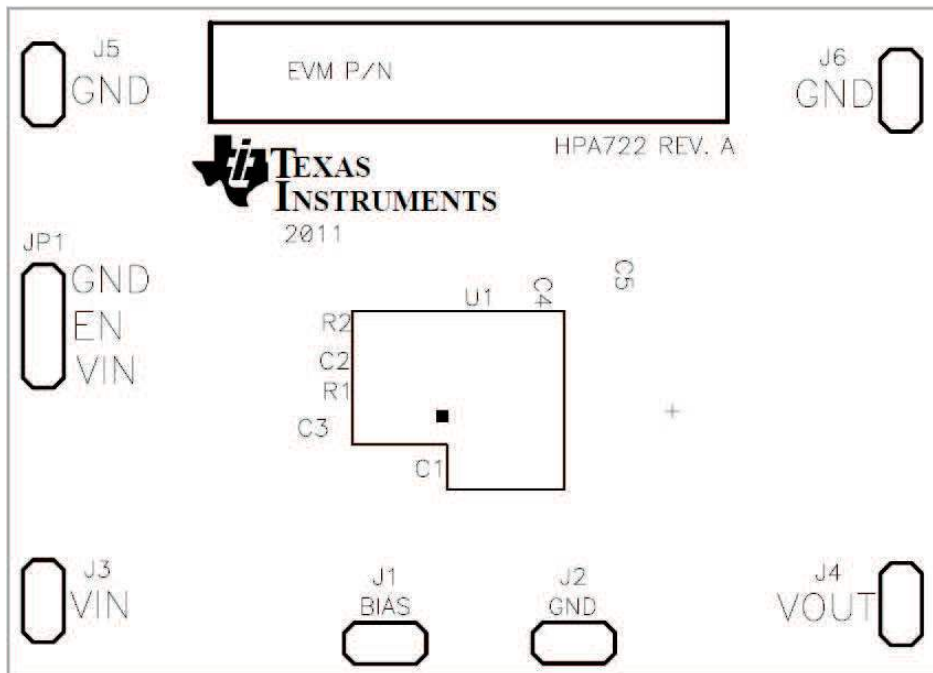 J5
GND
EVM P/N
J6
GND
HPA722 REV. A
TEXAS
INSTRUMENTS
2011
JP1
GND
EN
VIN
U1
C4
C5
R2
C2
R1
C3
C1
J3
VIN
J1
BIAS
J2
GND
J4
VOUT